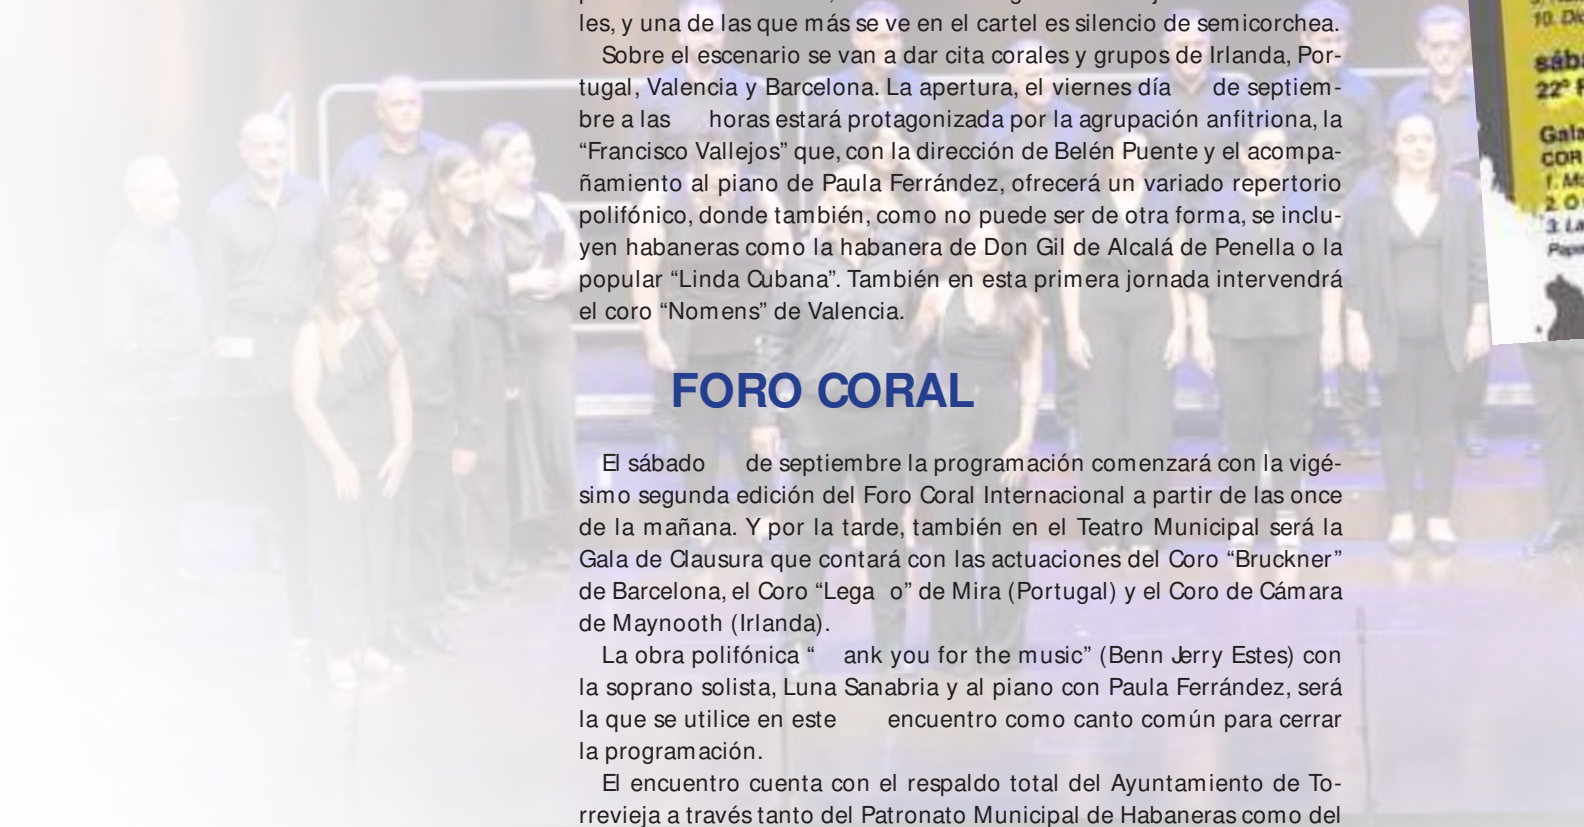 les, y una de las que más se ve en el cartel es silencio de semicorchea.
Sobre el escenario se van a dar cita corales y grupos de Irlanda, Por-
tugal, Valencia y Barcelona. La apertura, el viernes día de septiem-
bre a las horas estará protagonizada por la agrupación anfitriona, la
“Francisco Vallejos” que, con la dirección de Belén Puente y el acompa-
ñamiento al piano de Paula Ferrández, ofrecerá un variado repertorio
polifónico, donde también, como no puede ser de otra forma, se inclu-
yen habaneras como la habanera de Don Gil de Alcalá de Penella o la
popular “Linda Cubana”. También en esta primera jornada intervendrá
el coro “Nomens” de Valencia.
FORO CORAL
El sábado de septiembre la programación comenzará con la vigé-
simo segunda edición del Foro Coral Internacional a partir de las once
de la mañana. Y por la tarde, también en el Teatro Municipal será la
Gala de Clausura que contará con las actuaciones del Coro “Bruckner”
de Barcelona, el Coro “Lega o” de Mira (Portugal) y el Coro de Cámara
de Maynooth (Irlanda).
La obra polifónica “ ank you for the music” (Benn Jerry Estes) con
la soprano solista, Luna Sanabria y al piano con Paula Ferrández, será
la que se utilice en este encuentro como canto común para cerrar
la programación.
El encuentro cuenta con el respaldo total del Ayuntamiento de To-
rrevieja a través tanto del Patronato Municipal de Habaneras como del
10. Dic
sába
22º F
Gala
COR
1. Mo
2. O
3. La